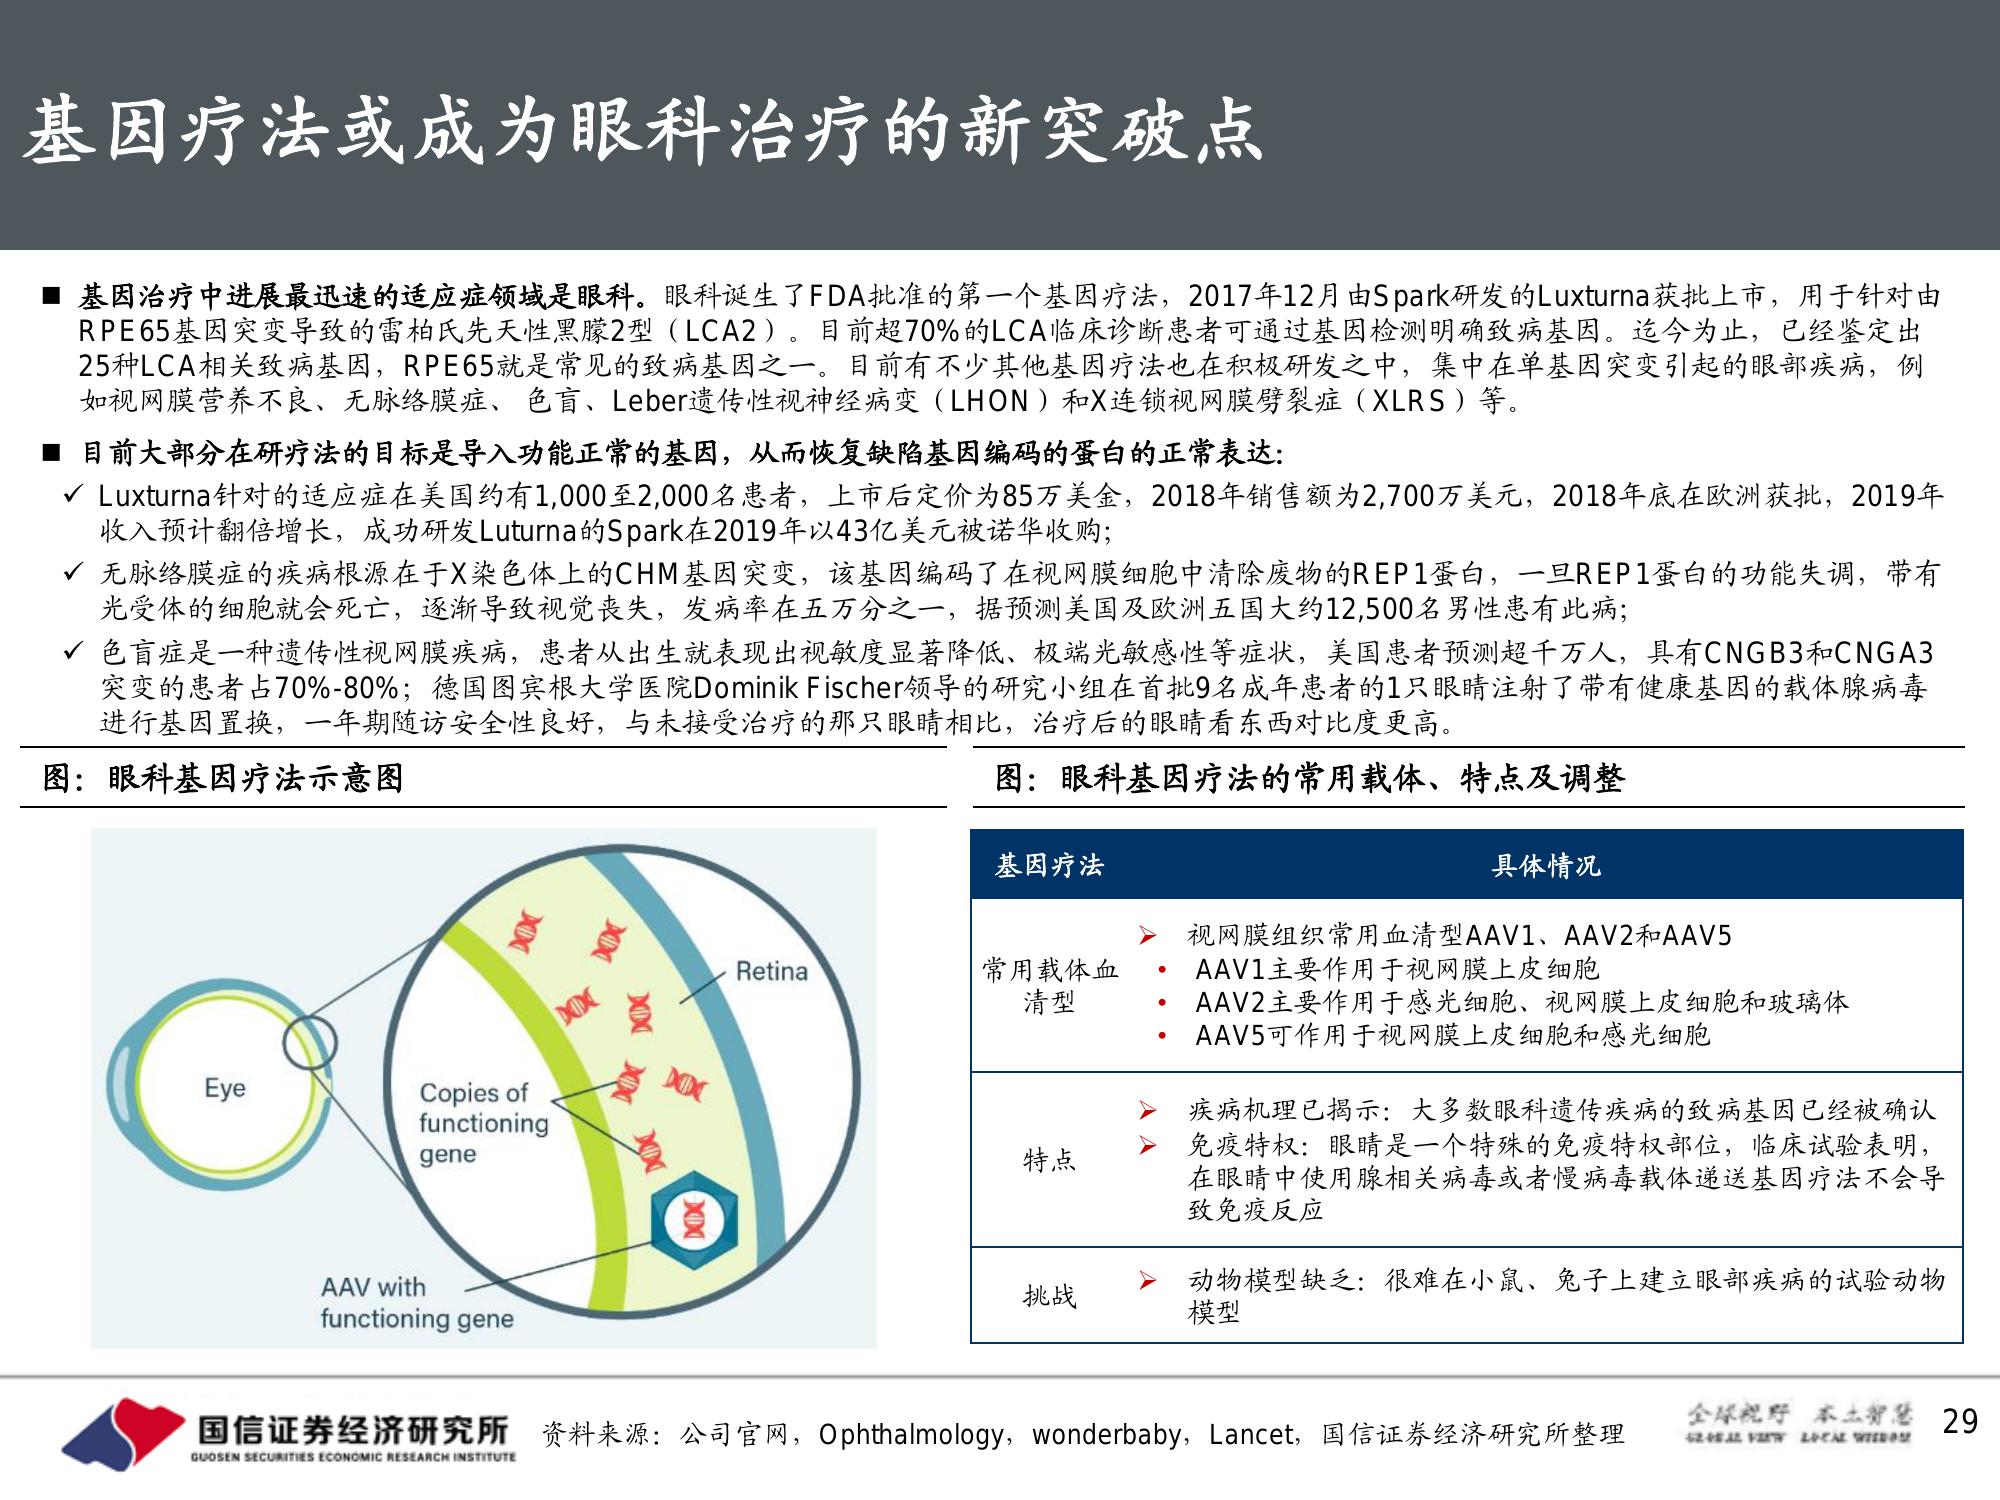 基因疗法或成为眼科治疗的新突破点
■ 基因治疗中进展最迅速的适应症领域是眼科。眼科诞生了FDA批准的第一个基因疗法，2017年12月由Spark研发的Luxturna获批上市，用于针对由
RPE65基因突变导致的雷柏氏先天性黑朦2型（LCA2）。目前超70%的LCA临床诊断患者可通过基因检测明确致病基因。迄今为止，已经鉴定出
25种LCA相关致病基因，RPE65就是常见的致病基因之一。目前有不少其他基因疗法也在积极研发之中，集中在单基因突变引起的眼部疾病，例
如视网膜营养不良、无脉络膜症、 色盲、Leber遗传性视神经病变（LHON）和X连锁视网膜劈裂症（XLRS）等。
■ 目前大部分在研疗法的目标是导入功能正常的基因，从而恢复缺陷基因编码的蛋白的正常表达：
✓ Luxturna针对的适应症在美国约有1,000至2,000名患者，上市后定价为85万美金，2018年销售额为2,700万美元，2018年底在欧洲获批，2019年
收入预计翻倍增长，成功研发Luturna的Spark在2019年以43亿美元被诺华收购；
✓ 无脉络膜症的疾病根源在于X染色体上的CHM基因突变，该基因编码了在视网膜细胞中清除废物的REP1蛋白，一旦REP1蛋白的功能失调，带有
光受体的细胞就会死亡，逐渐导致视觉丧失，发病率在五万分之一，据预测美国及欧洲五国大约12,500名男性患有此病；
✓ 色盲症是一种遗传性视网膜疾病，患者从出生就表现出视敏度显著降低、极端光敏感性等症状，美国患者预测超千万人，具有CNGB3和CNGA3
突变的患者占70%-80%；德国图宾根大学医院Dominik Fischer领导的研究小组在首批9名成年患者的1只眼睛注射了带有健康基因的载体腺病毒
进行基因置换，一年期随访安全性良好，与未接受治疗的那只眼睛相比，治疗后的眼睛看东西对比度更高。
图：眼科基因疗法示意图
Eye
Retina
Copies of
functioning
gene
AAV with
functioning gene
图：眼科基因疗法的常用载体、特点及调整
基因疗法 具体情况
常用载体血
清型
➢ 视网膜组织常用血清型AAV1、AAV2和AAV5
• AAV1主要作用于视网膜上皮细胞
• AAV2主要作用于感光细胞、视网膜上皮细胞和玻璃体
• AAV5可作用于视网膜上皮细胞和感光细胞
特点
➢ 疾病机理已揭示：大多数眼科遗传疾病的致病基因已经被确认
➢ 免疫特权：眼睛是一个特殊的免疫特权部位，临床试验表明，
在眼睛中使用腺相关病毒或者慢病毒载体递送基因疗法不会导
致免疫反应
挑战
➢ 动物模型缺乏：很难在小鼠、兔子上建立眼部疾病的试验动物
模型
国信证券经济研究所
GUOSEN SECURITIES ECONOMIC RESEARCH INSTITUTE
资料来源：公司官网，Ophthalmology，wonderbaby，Lancet，国信证券经济研究所整理
全球视野 本土智慧
GLOBAL VIEW LOCAL WISDOM
29